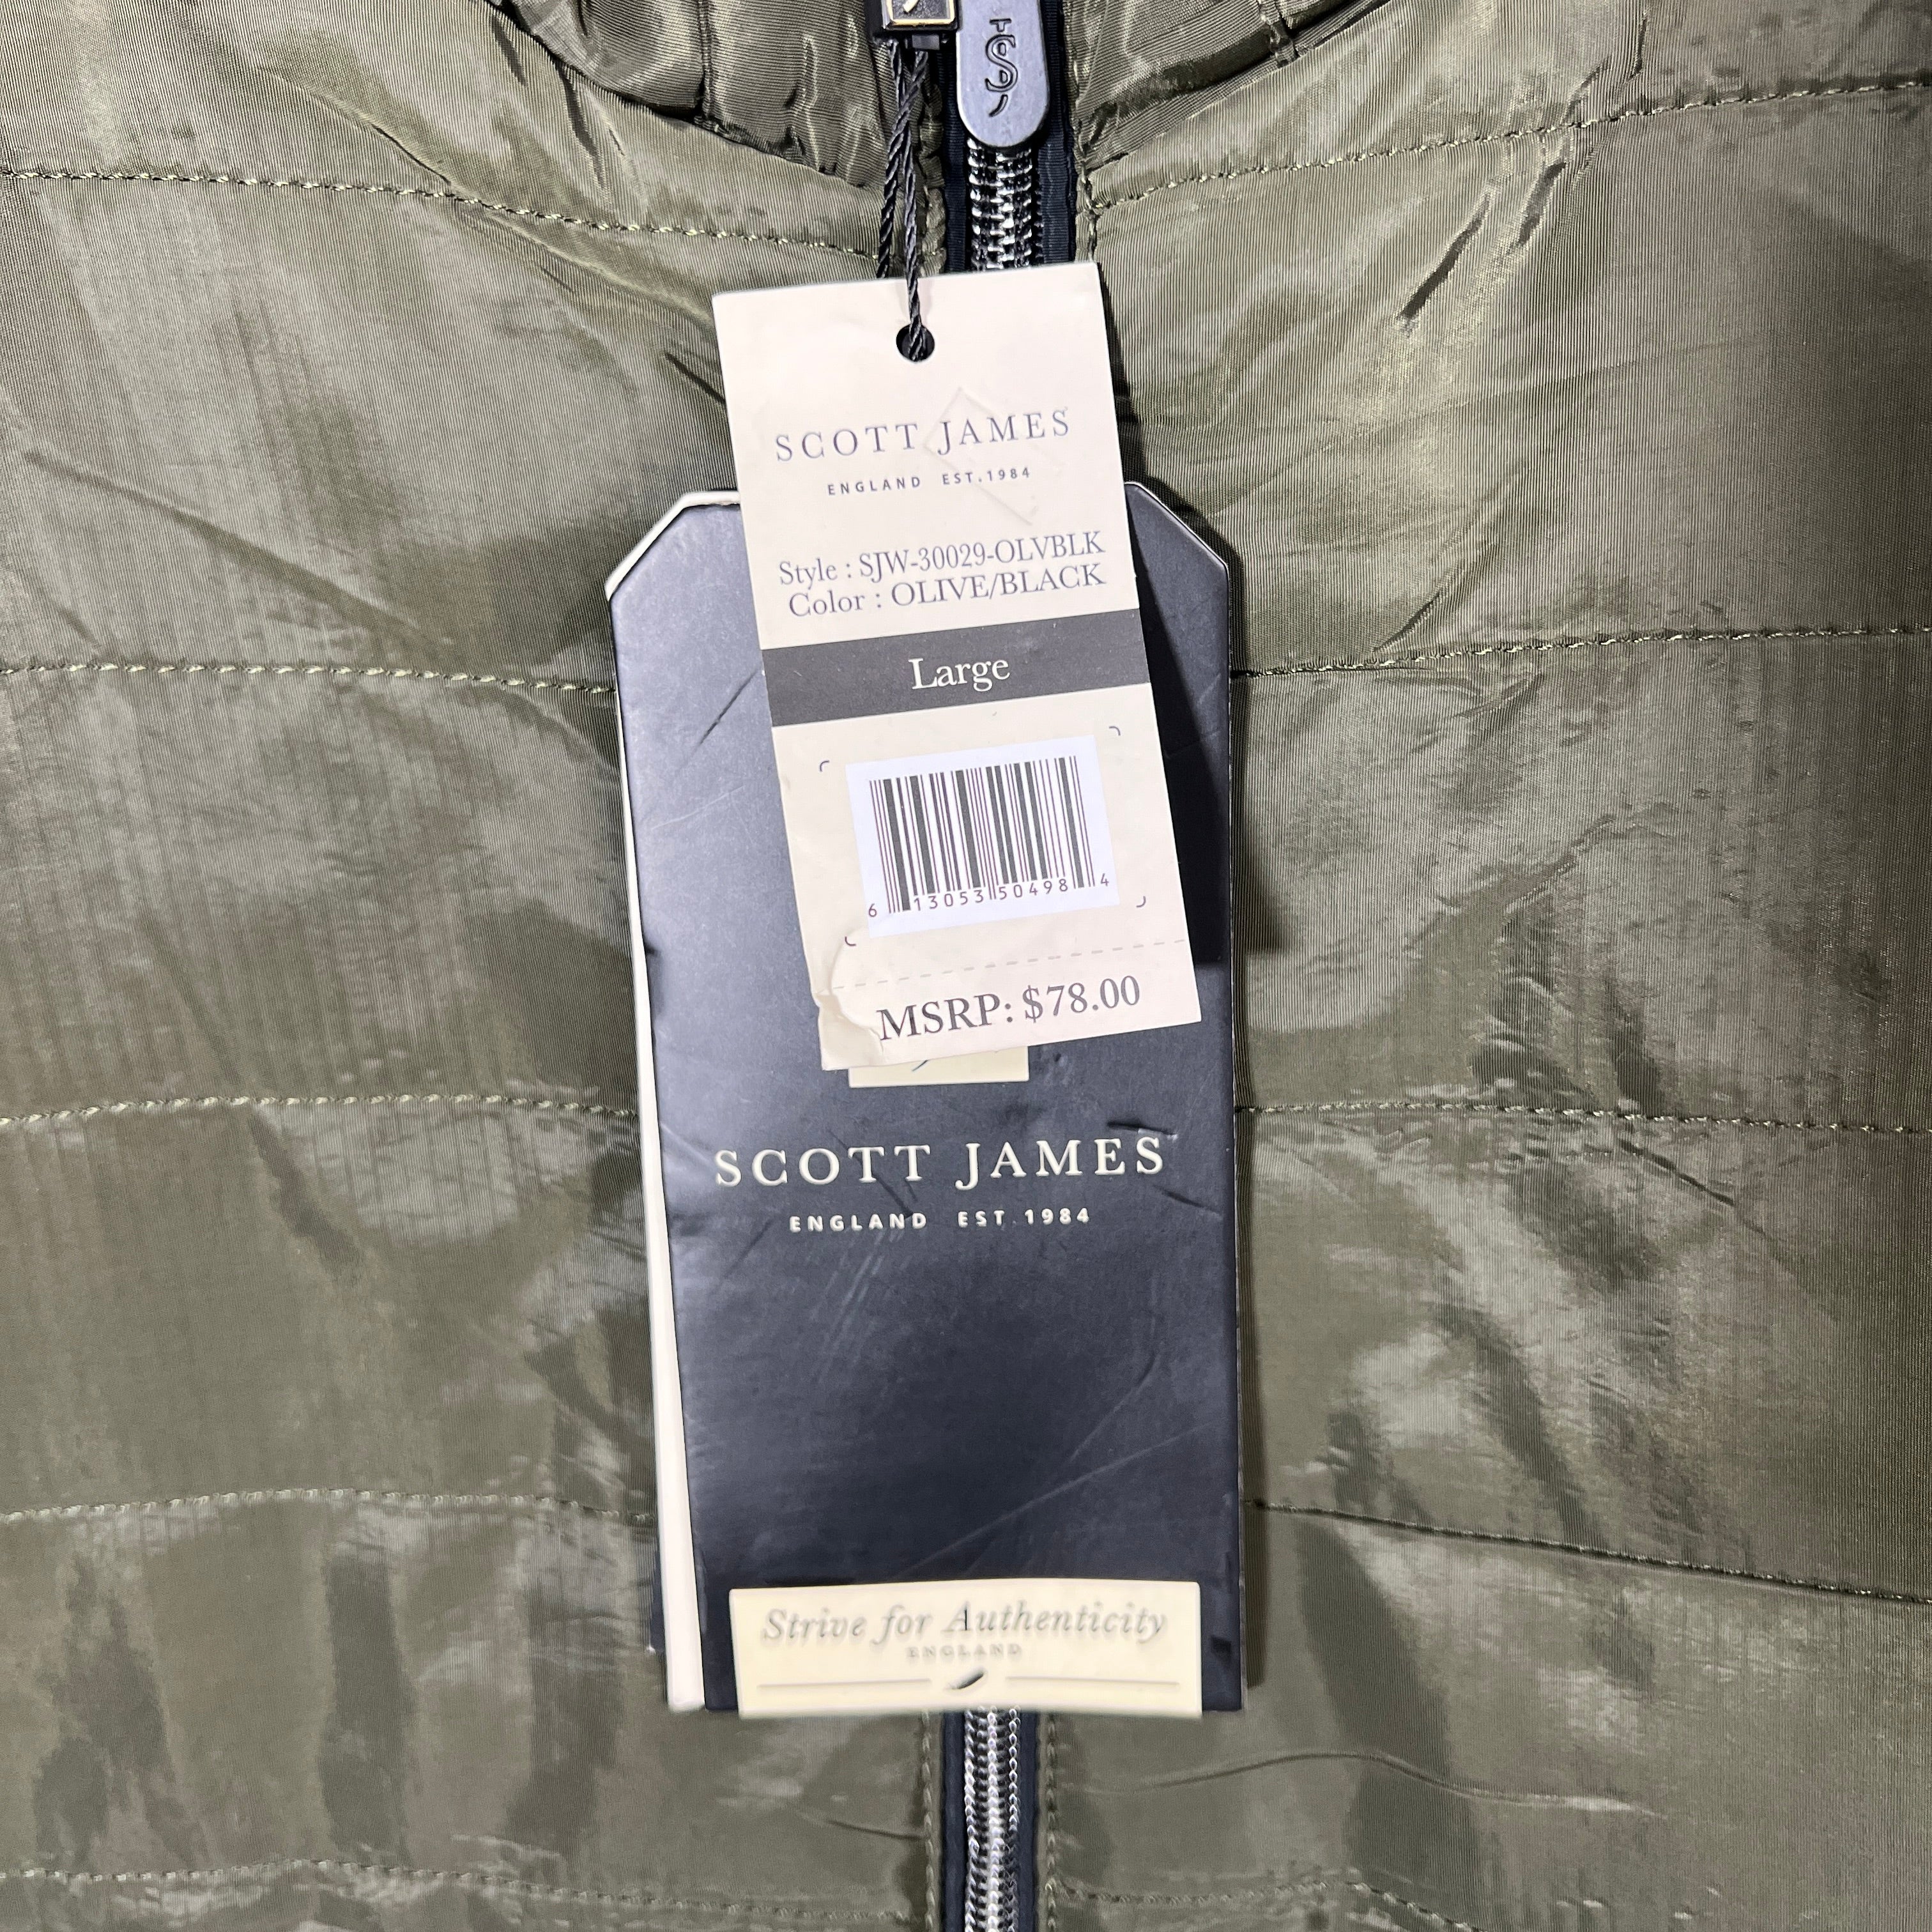 SCOTT JAMES
ENGLAND EST.1984
Style : SJW-30029-OLVBLK
Color : OLIVE/BLACK
Large
6 13053 50498 4
MSRP: $78.00
SCOTT JAMES
ENGLAND EST.1984
Strive for Authenticity
ENGLAND